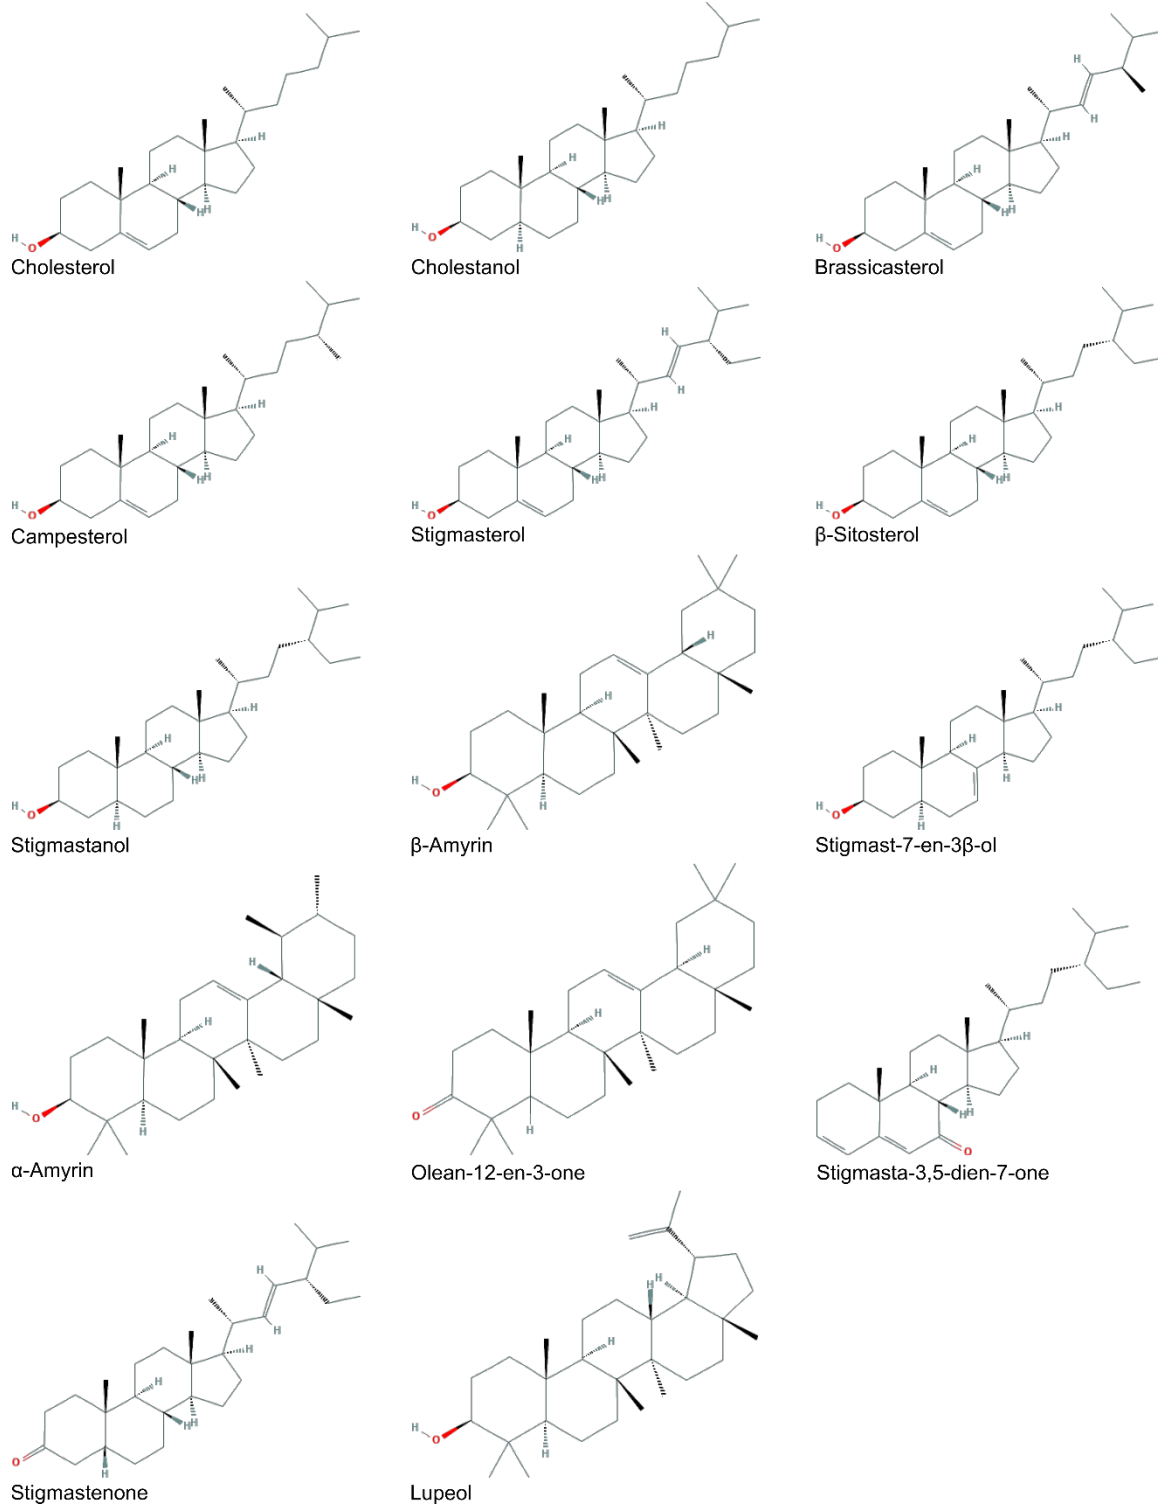 Cholesterol
Cholestanol
Brassicasterol
Campesterol
Stigmasterol
β-Sitosterol
Stigmastanol
β-Amyrin
Stigmast-7-en-3β-ol
α-Amyrin
Olean-12-en-3-one
Stigmasta-3,5-dien-7-one
Stigmastenone
Lupeol